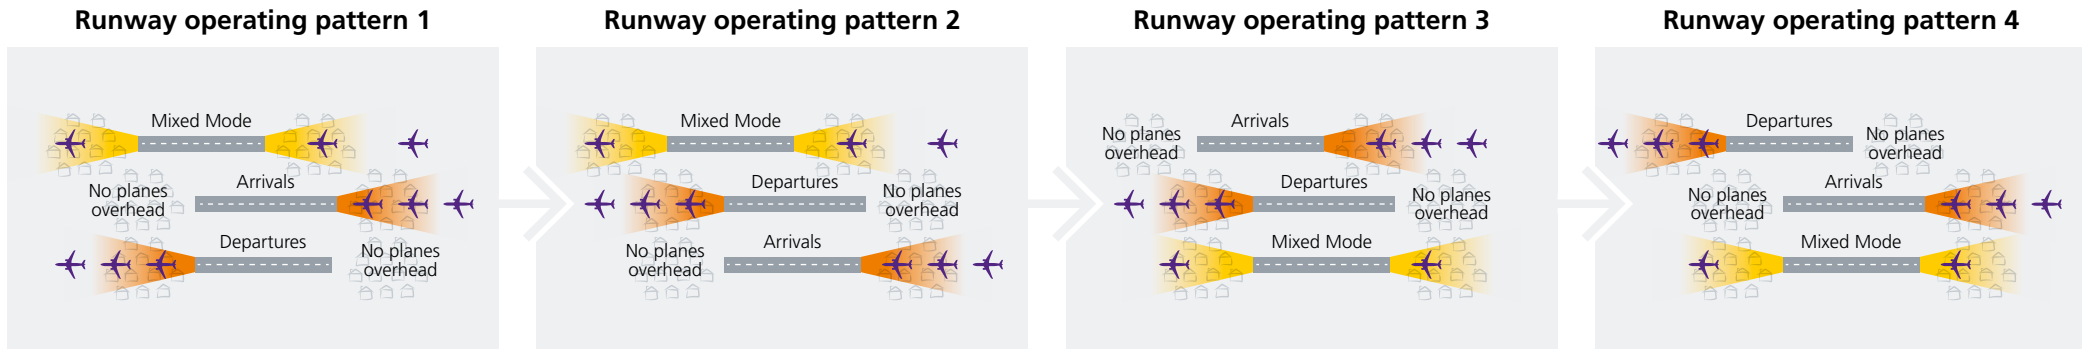 Runway operating pattern 1
Mixed Mode
Arrivals
No planes
overhead
Departures
No planes
overhead
Runway operating pattern 2
Mixed Mode
Departures
No planes
overhead
No planes
overhead
Arrivals
Runway operating pattern 3
Arrivals
No planes
overhead
Departures
No planes
overhead
Mixed Mode
Runway operating pattern 4
Departures
No planes
overhead
No planes
overhead
Arrivals
Mixed Mode